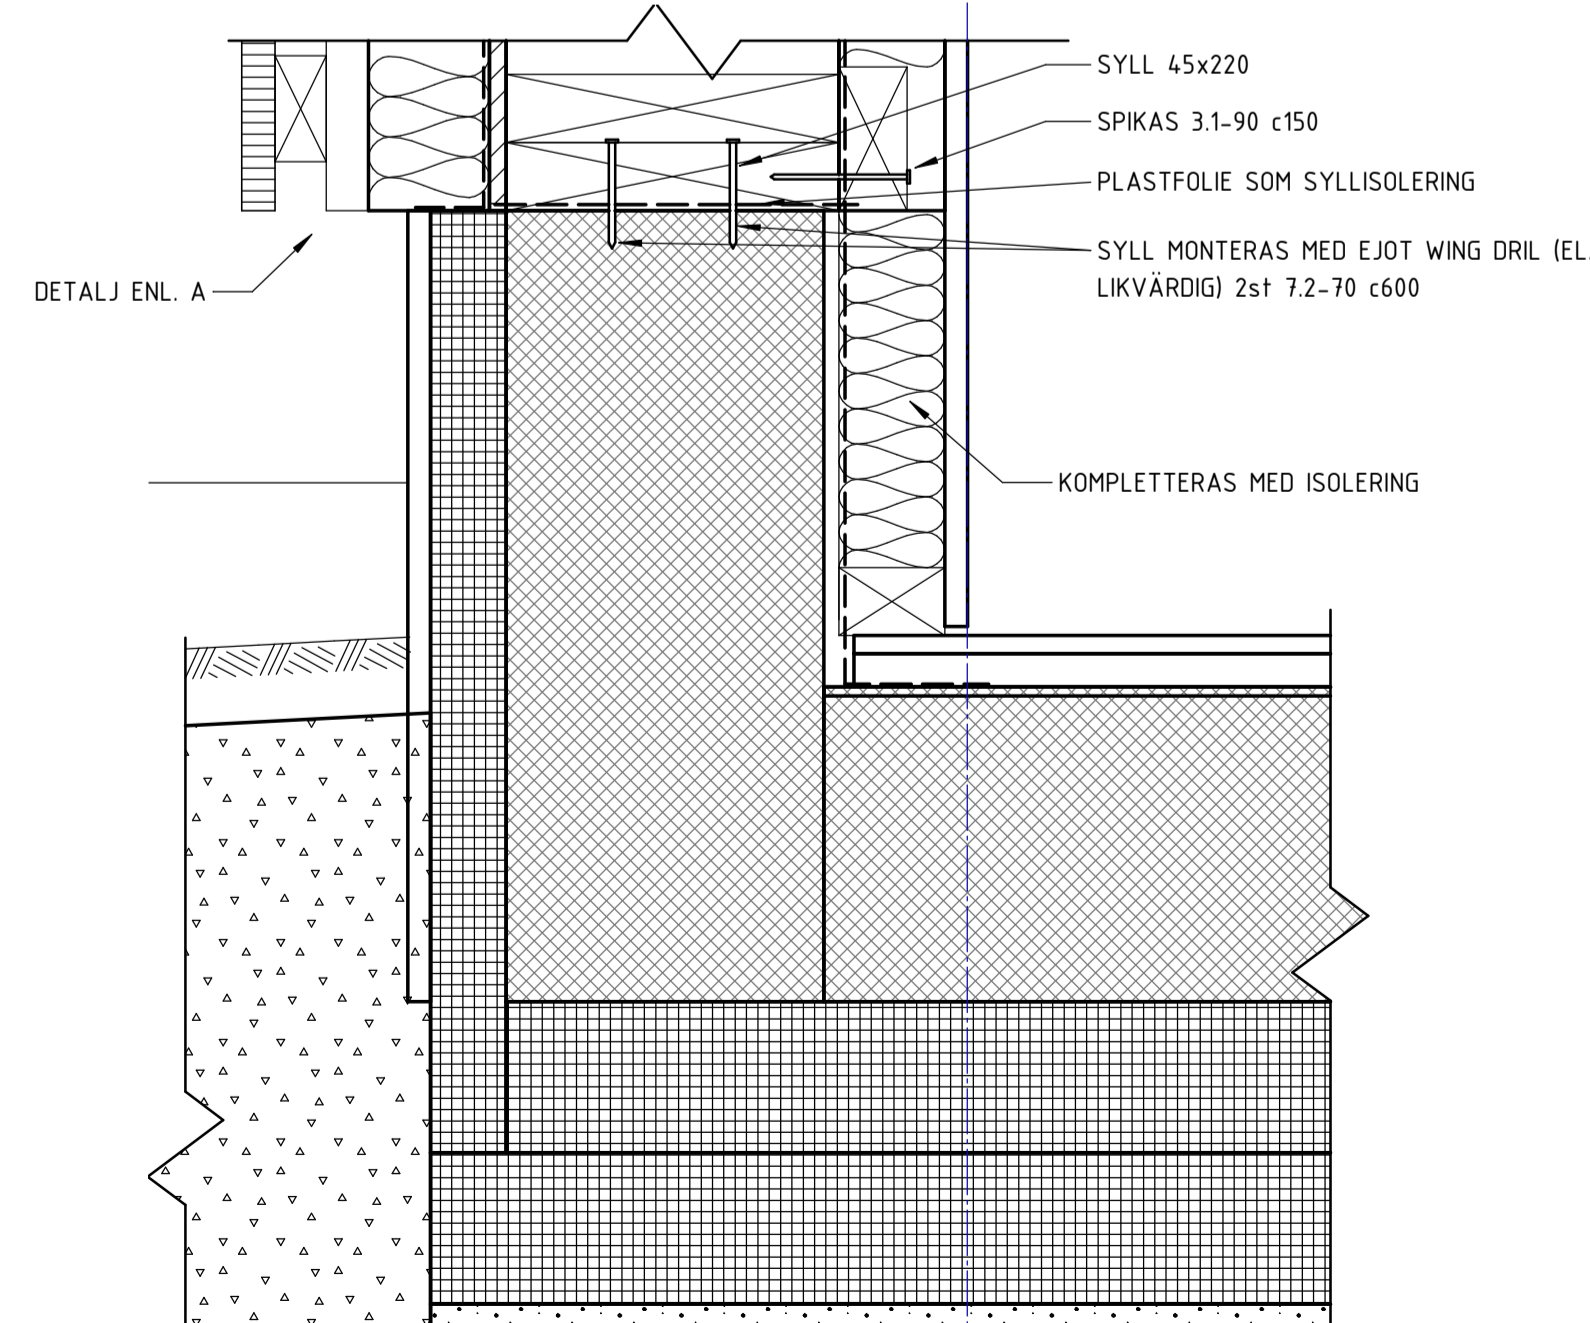 SYLL 45x220
SPIKAS 3.1-90 c150
PLASTFOLIE SOM SYLLISOLERING
SYLL MONTERAS MED EJOT WING DRIL (EL.
LIKVÄRDIG) 2st 7.2-70 c600
DETALJ ENL. A
KOMPLETTERAS MED ISOLERING